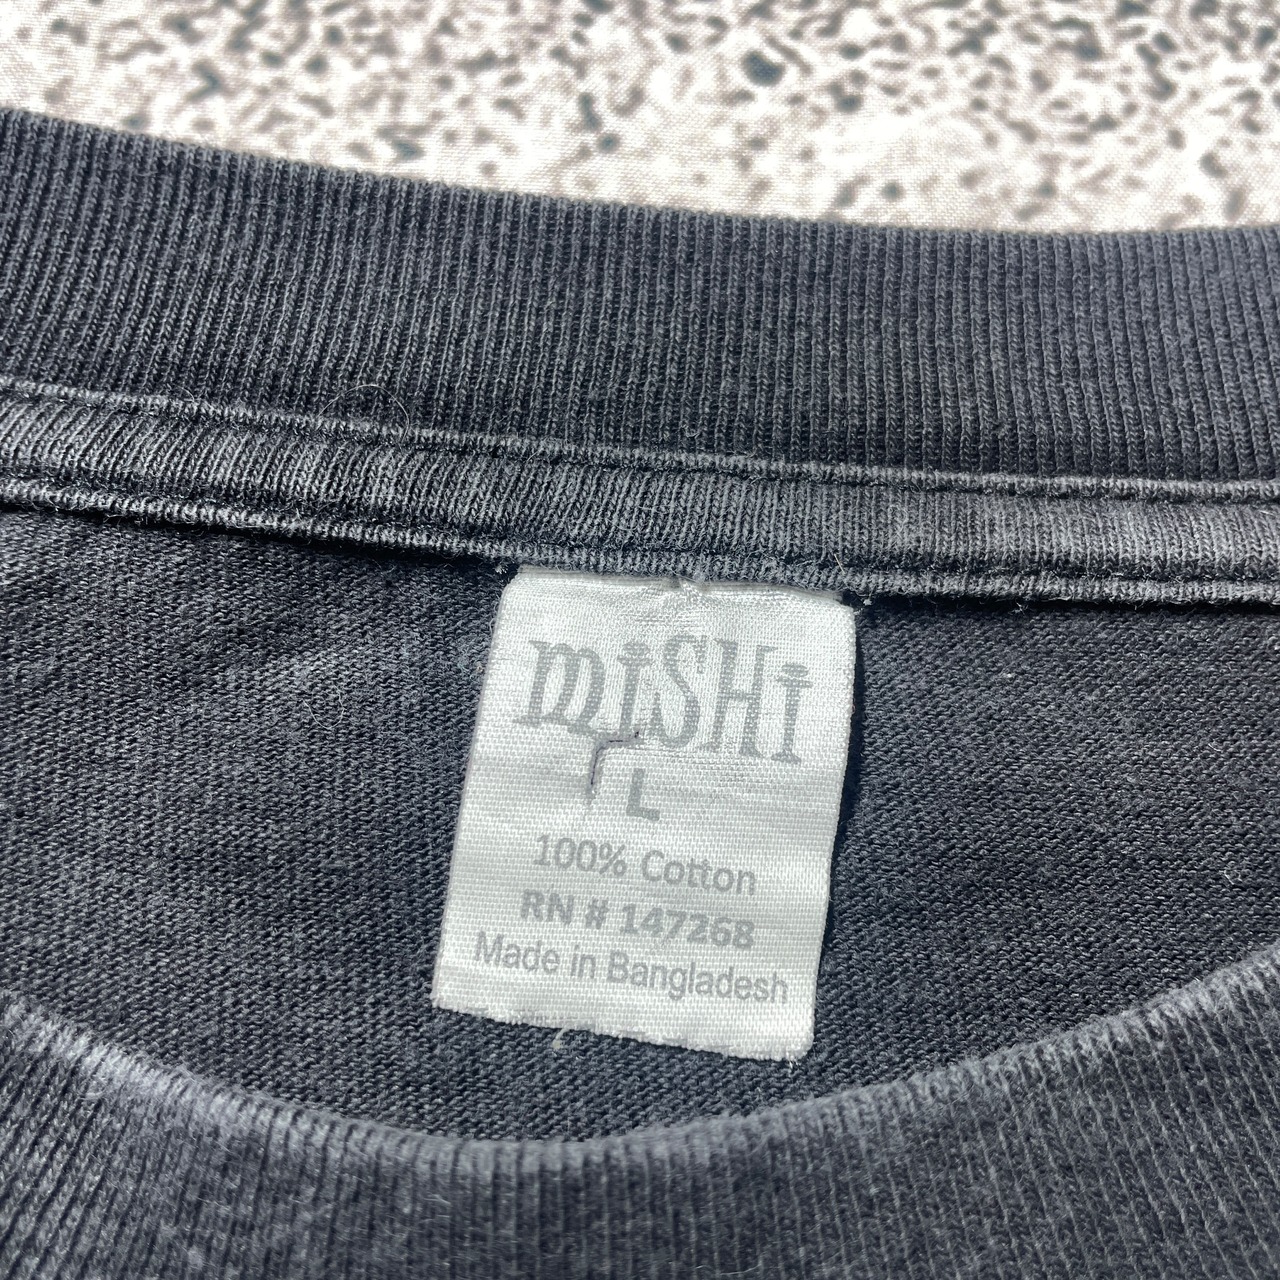 miSHi
L
100% Cotton
RN # 147268
Made in Bangladesh